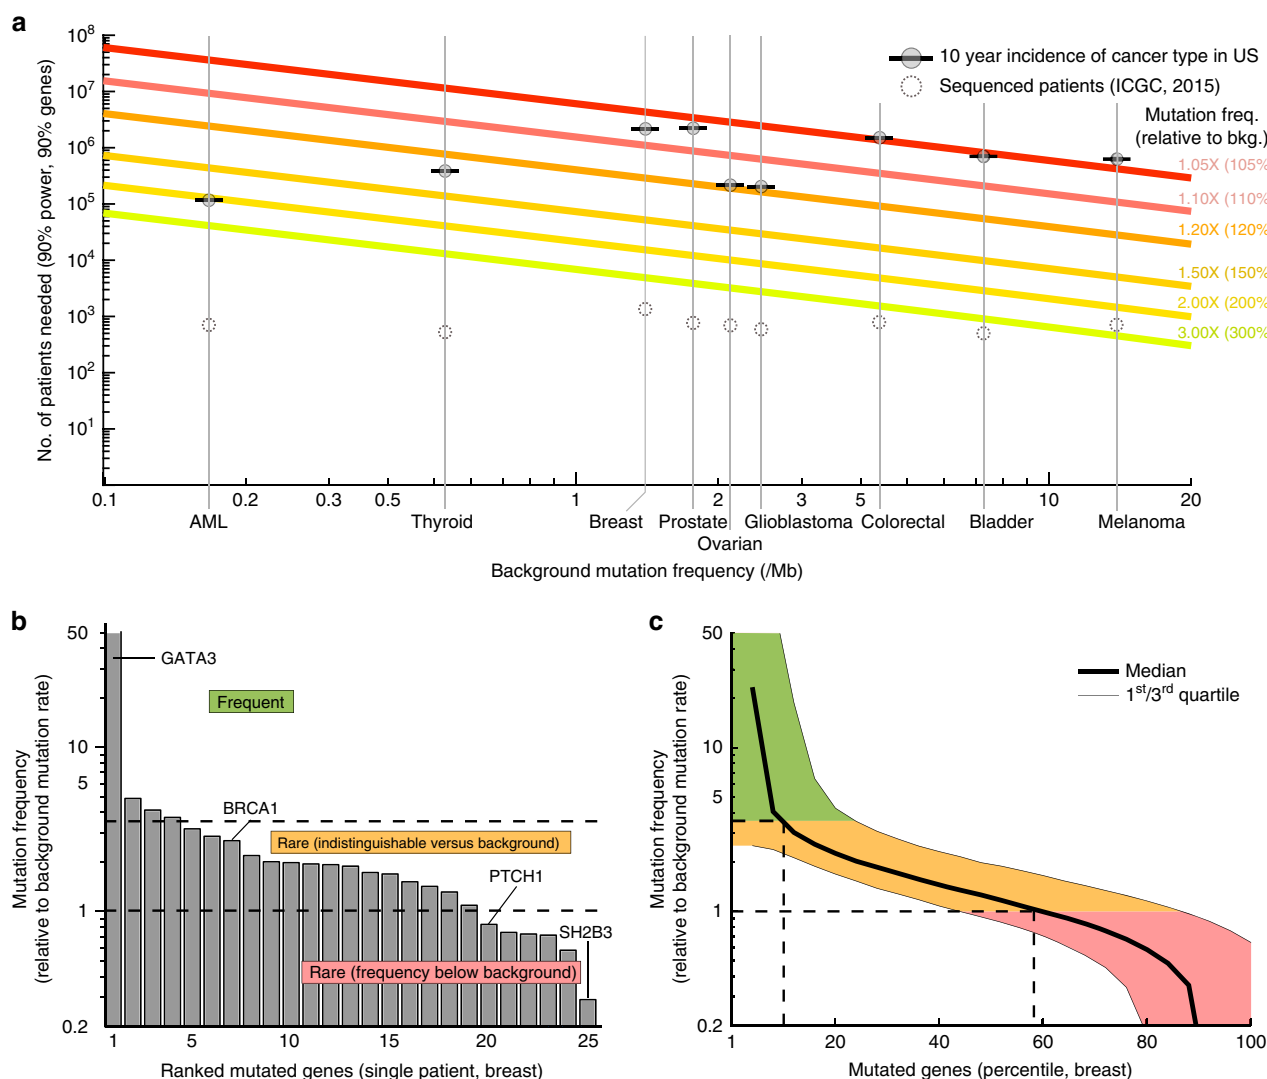 a
No. of patients needed (90% power, 90% genes)
10^8
10^7
10^6
10^5
10^4
10^3
10^2
10^1
10 year incidence of cancer type in US
Sequenced patients (ICGC, 2015)
Mutation freq.
(relative to bkg.)
1.05X (105%
1.10X (110%
1.20X (120%
1.50X (150%
2.00X (200%
3.00X (300%
0.1 0.2 0.3 0.5 1 2 3 5 10 20
AML Thyroid Breast Prostate Glioblastoma Colorectal Bladder Melanoma
Ovarian
Background mutation frequency (/Mb)
b
Mutation frequency
(relative to background mutation rate)
50
10
5
1
0.2
GATA3
Frequent
BRCA1
Rare (indistinguishable versus background)
PTCH1
SH2B3
Rare (frequency below background)
1 5 10 15 20 25
Ranked mutated genes (single patient, breast)
c
Mutation frequency
(relative to background mutation rate)
50
10
5
1
0.2
Median
1st/3rd quartile
1 20 40 60 80 100
Mutated genes (percentile, breast)